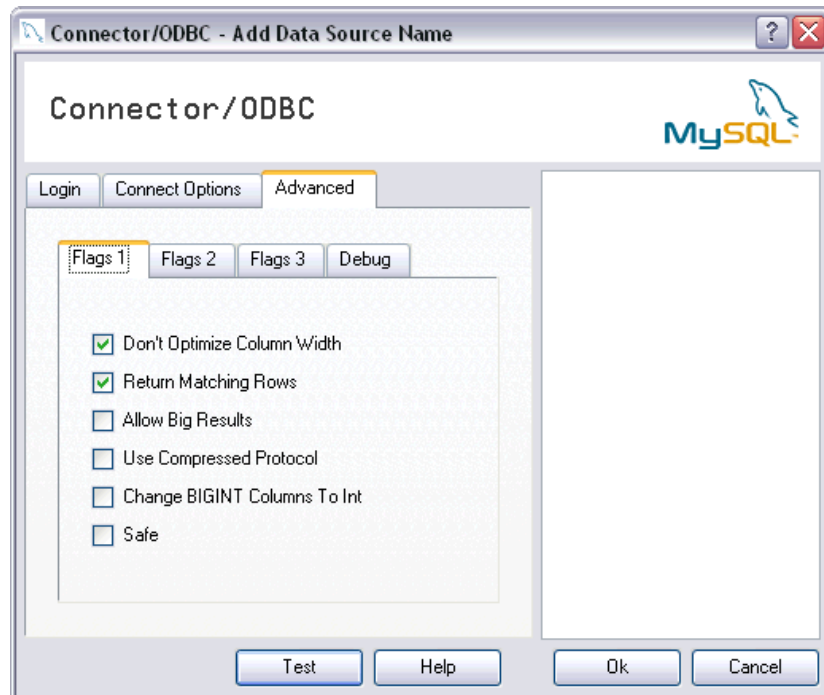 Connector/ODBC - Add Data Source Name
?
Connector/ODBC
MySQL
Login
Connect Options
Advanced
Flags 1
Flags 2
Flags 3
Debug
Don't Optimize Column Width
Return Matching Rows
Allow Big Results
Use Compressed Protocol
Change BIGINT Columns To Int
Safe
Test
Help
Ok
Cancel